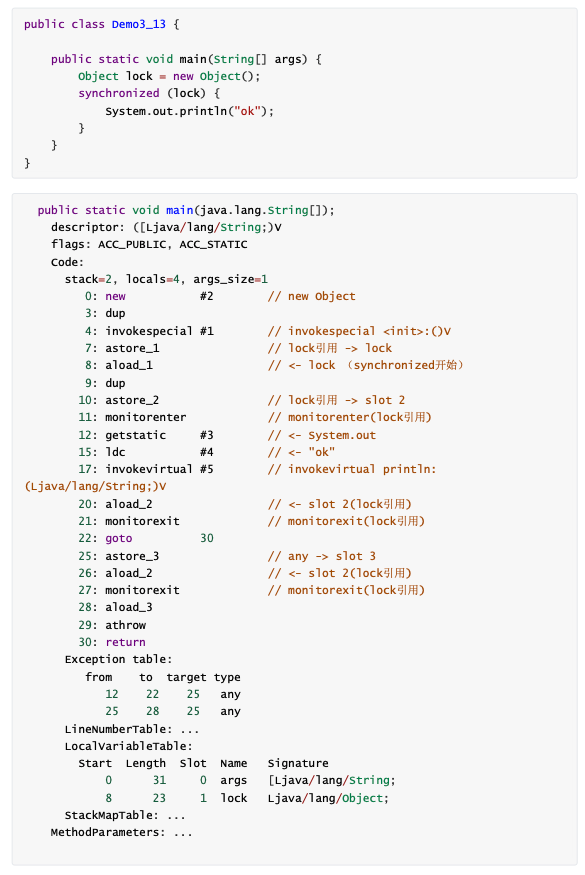 public class Demo3_13 {
public static void main(String[] args) {
Object lock = new Object();
synchronized (lock) {
System.out.println("ok");
}
}
}
public static void main(java.lang.String[]);
descriptor: ([Ljava/lang/String;)V
flags: ACC_PUBLIC, ACC_STATIC
Code:
stack=2, locals=4, args_size=1
0: new #2 // new Object
3: dup
4: invokespecial #1 // invokespecial <init>:()V
7: astore_1 // lock引用 -> lock
8: aload_1 // <- lock （synchronized开始）
9: dup
10: astore_2 // lock引用 -> slot 2
11: monitorenter // monitorenter(lock引用)
12: getstatic #3 // <- System.out
15: ldc #4 // <- "ok"
17: invokevirtual #5 // invokevirtual println:
(Ljava/lang/String;)V
20: aload_2 // <- slot 2(lock引用)
21: monitorexit // monitorexit(lock引用)
22: goto 30
25: astore_3 // any -> slot 3
26: aload_2 // <- slot 2(lock引用)
27: monitorexit // monitorexit(lock引用)
28: aload_3
29: athrow
30: return
Exception table:
from to target type
12 22 25 any
25 28 25 any
LineNumberTable: ...
LocalVariableTable:
Start Length Slot Name Signature
0 31 0 args [Ljava/lang/String;
8 23 1 lock Ljava/lang/Object;
StackMapTable: ...
MethodParameters: ...